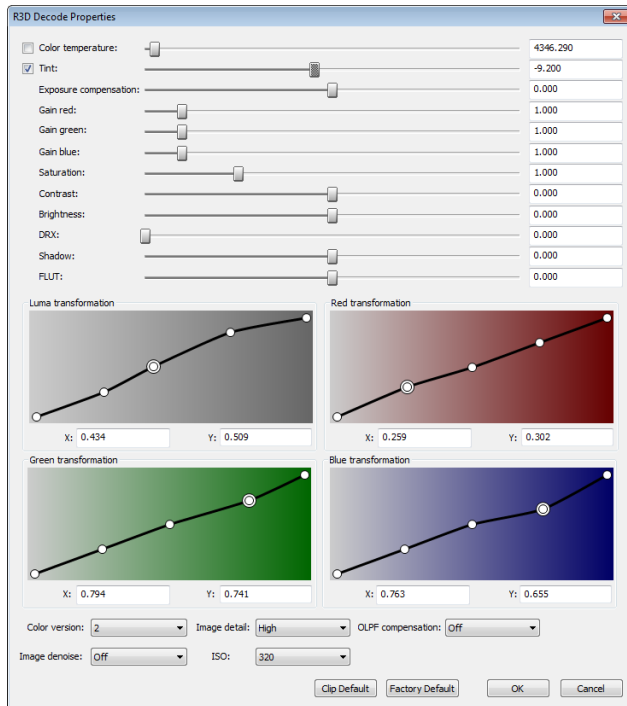 R3D Decode Properties
Color temperature: 4346.290
Tint: -9.200
Exposure compensation: 0.000
Gain red: 1.000
Gain green: 1.000
Gain blue: 1.000
Saturation: 1.000
Contrast: 0.000
Brightness: 0.000
DRX: 0.000
Shadow: 0.000
FLUT: 0.000
Luma transformation Red transformation
X: 0.434 Y: 0.509 X: 0.259 Y: 0.302
Green transformation Blue transformation
X: 0.794 Y: 0.741 X: 0.763 Y: 0.655
Color version: 2 Image detail: High OLPF compensation: Off
Image denoise: Off ISO: 320
Clip Default Factory Default OK Cancel